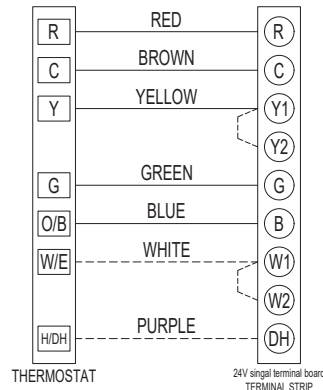 RED
R R
BROWN
C C
YELLOW
Y Y1
Y2
GREEN
G G
BLUE
O/B B
WHITE
W/E W1
W2
PURPLE
H/DH DH
THERMOSTAT
24V singal terminal board
TERMINAL STRIP